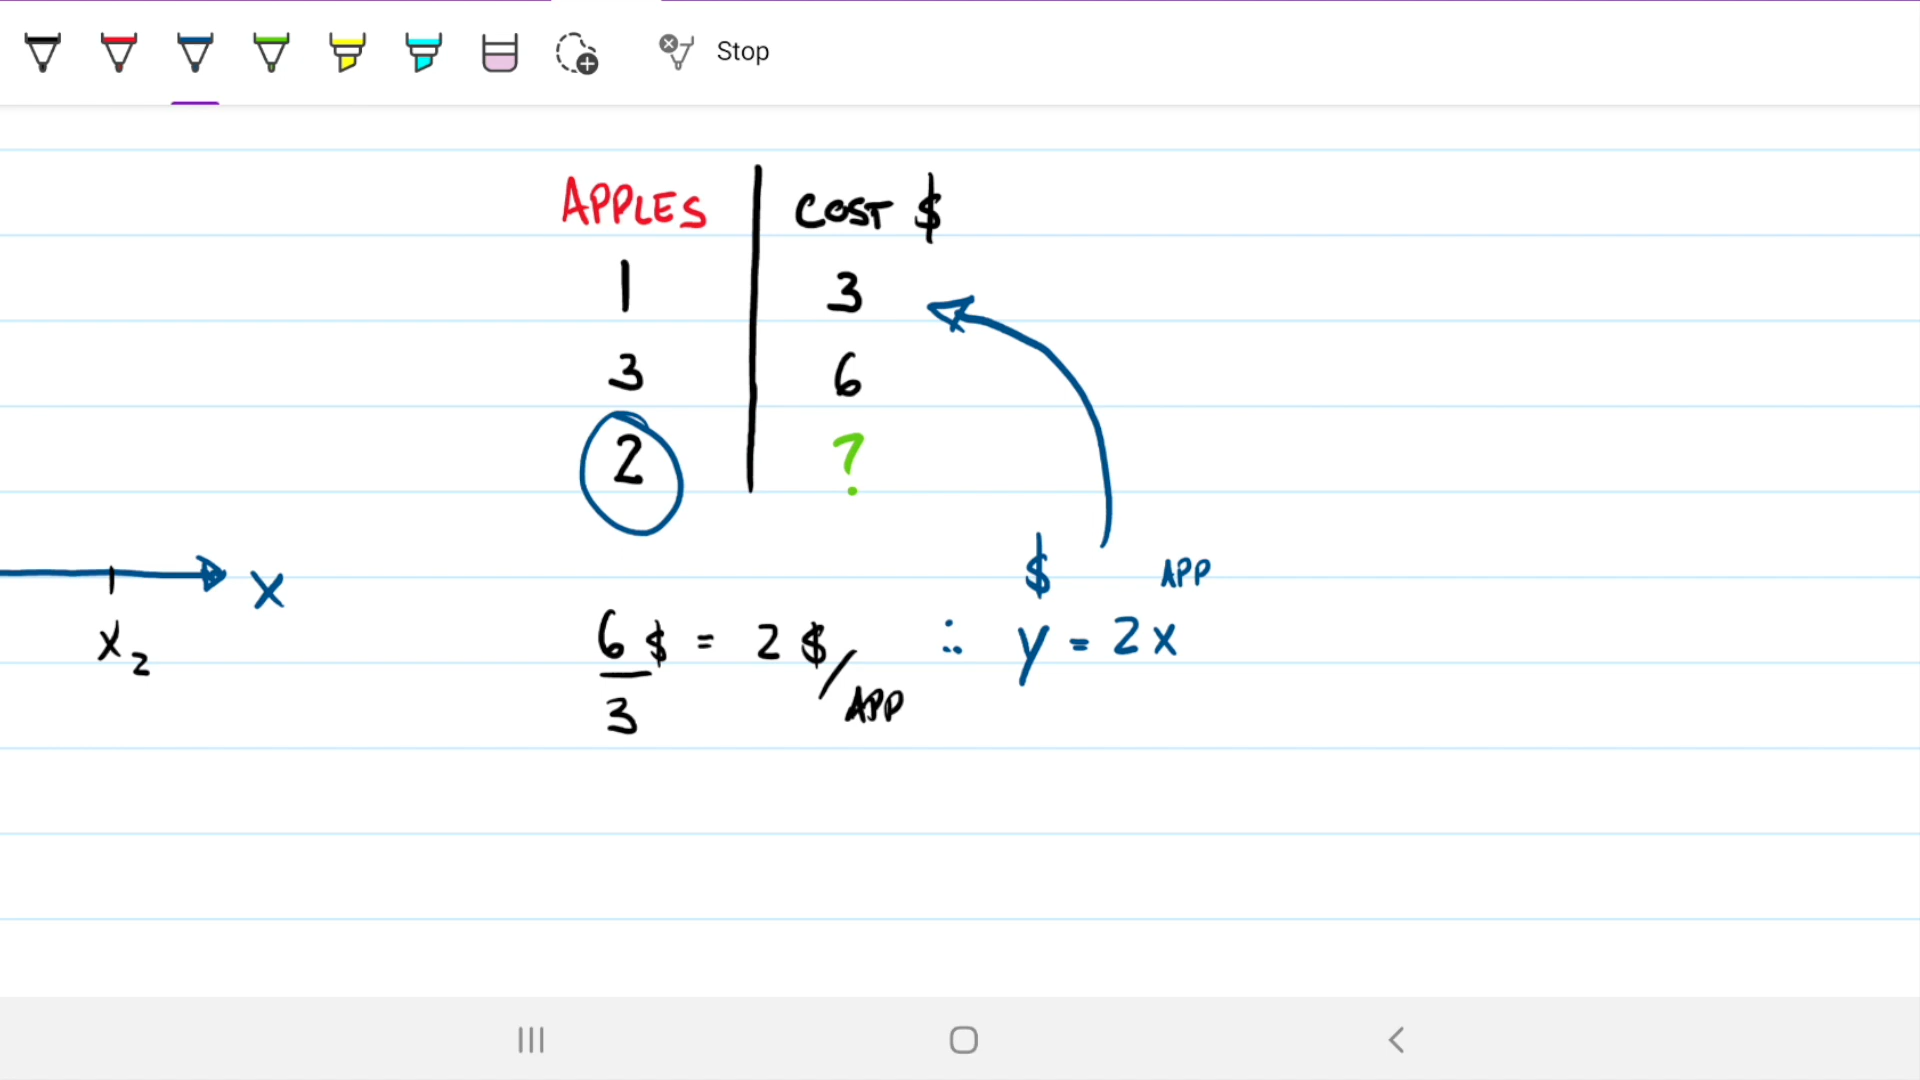 Stop
APPLES COST $
1 3
3 6
2 ?
$ APP
x
6 $ = 2 $/APP ∴ y = 2x
3
x₂